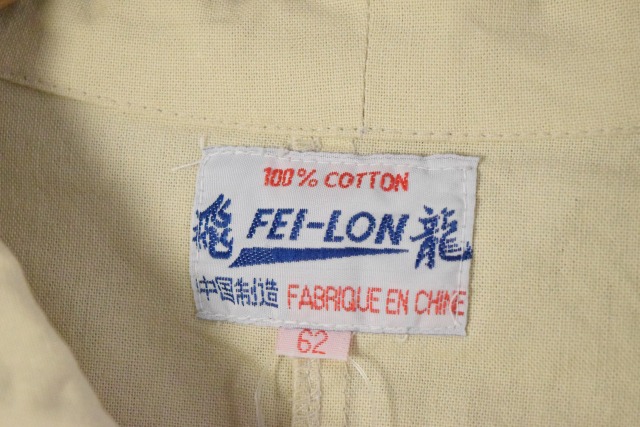 100% COTTON
飛 FEI-LON 龍
中国制造 FABRIQUE EN CHINE
62